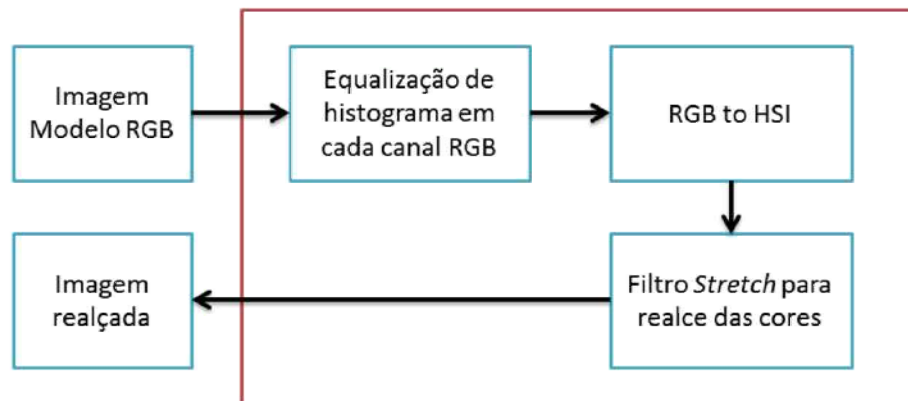 Imagem
Modelo RGB
Equalização de
histograma em
cada canal RGB
RGB to HSI
Filtro Stretch para
realce das cores
Imagem
realçada